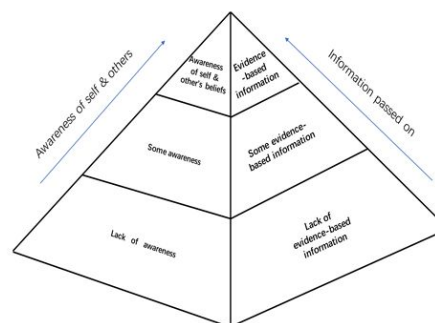 Awareness of self & others
Information passed on
Awareness
of self &
other's beliefs
Evidence
-based
information
Some awareness
Some evidence-
based information
Lack of awareness
Lack of
evidence-based
information